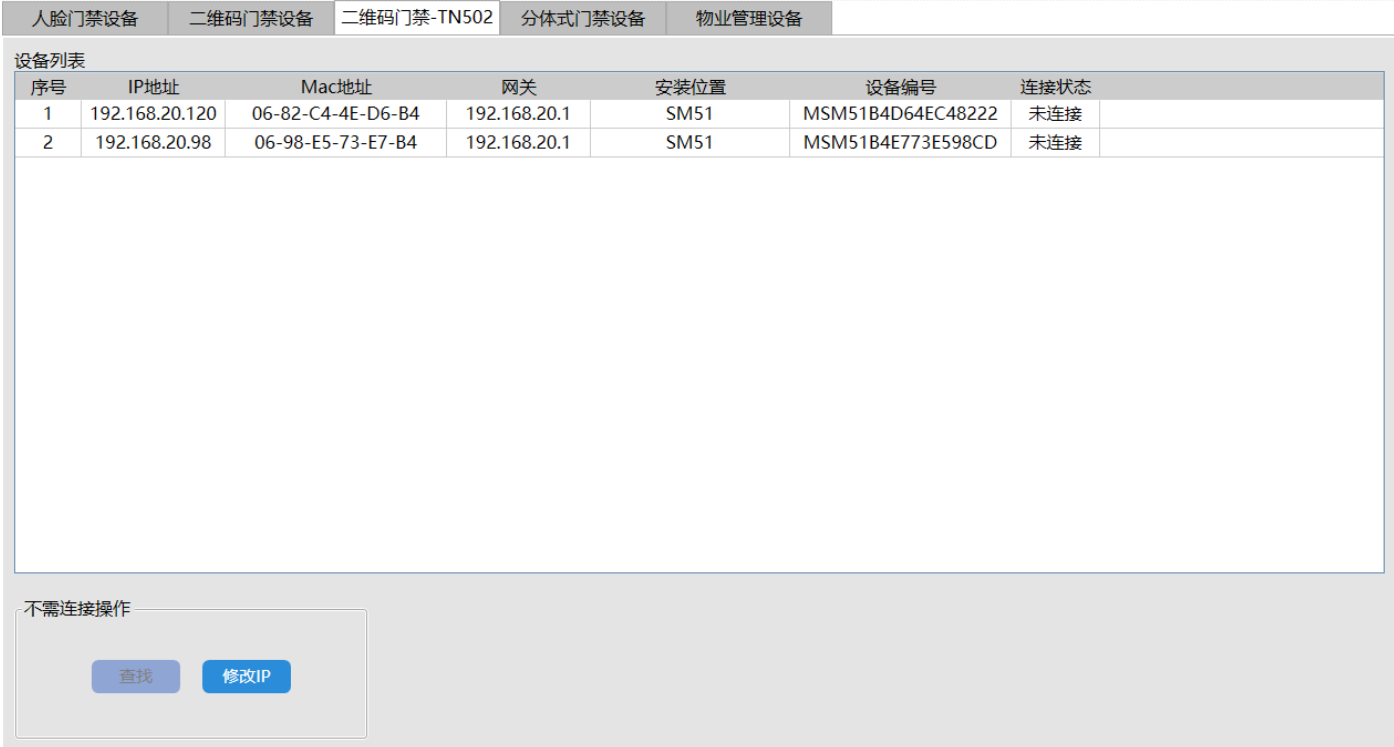 人脸门禁设备 二维码门禁设备 二维码门禁-TN502 分体式门禁设备 物业管理设备
设备列表
序号 IP地址 Mac地址 网关 安装位置 设备编号 连接状态
1 192.168.20.120 06-82-C4-4E-D6-B4 192.168.20.1 SM51 MSM51B4D64EC48222 未连接
2 192.168.20.98 06-98-E5-73-E7-B4 192.168.20.1 SM51 MSM51B4E773E598CD 未连接
不需连接操作
查找 修改IP